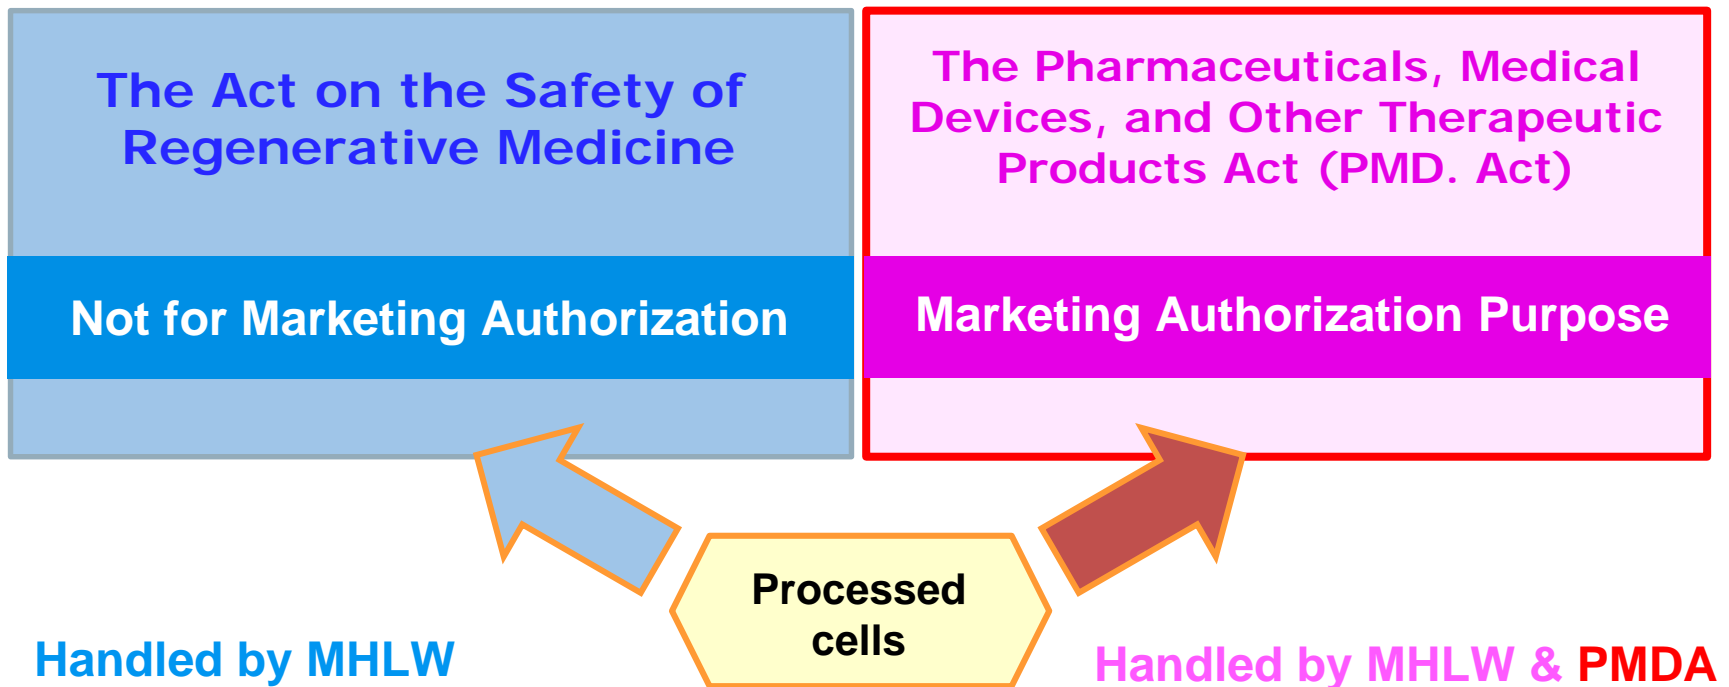 The Act on the Safety of
Regenerative Medicine
Not for Marketing Authorization
The Pharmaceuticals, Medical
Devices, and Other Therapeutic
Products Act (PMD. Act)
Marketing Authorization Purpose
Processed
cells
Handled by MHLW
Handled by MHLW & PMDA